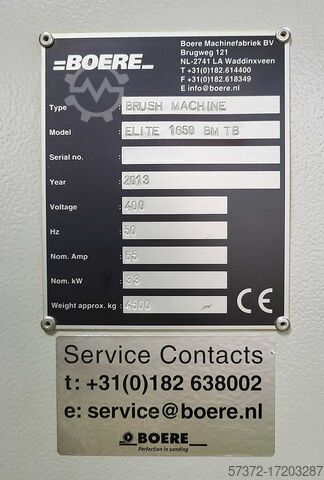 BOERE
Boere Machinefabriek BV
Brugweg 121
NL-2741 LA Waddinxveen
T +31(0)182.614400
F +31(0)182.618349
E info@boere.nl
Type : BRUSH MACHINE
Model : ELITE 1650 BM TB
Serial no. :
Year : 2013
Voltage : 400
Hz : 50
Nom. Amp : 65
Nom. kW : 33
Weight approx. kg : 4500
CE
Service Contacts
t: +31(0)182 638002
e: service@boere.nl
BOERE
Perfection in sanding
57372-17203287